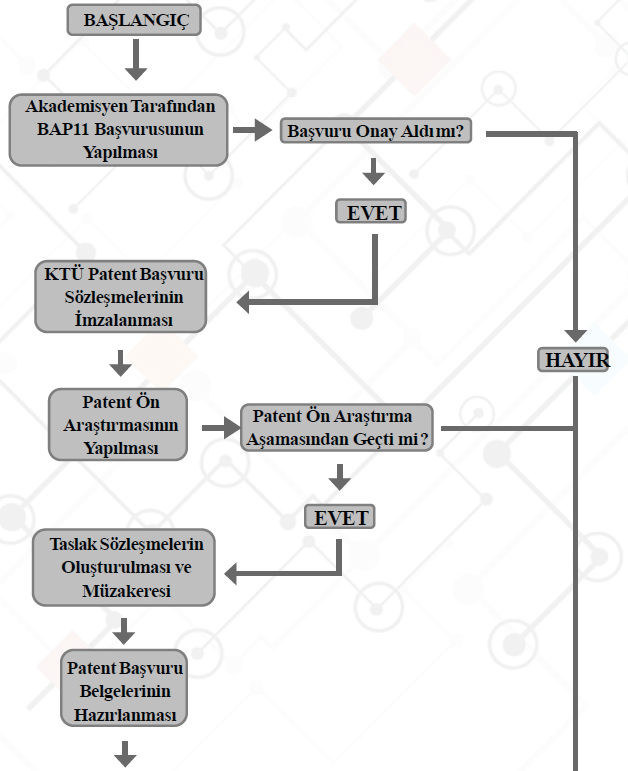 BAŞLANGIÇ
Akademisyen Tarafından
BAP11 Başvurusunun
Yapılması
Başvuru Onay Aldı mı?
EVET
KTÜ Patent Başvuru
Sözleşmelerinin
İmzalanması
HAYIR
Patent Ön
Araştırmasının
Yapılması
Patent Ön Araştırma
Aşamasından Geçti mi?
EVET
Taslak Sözleşmelerin
Oluşturulması ve
Müzakeresi
Patent Başvuru
Belgelerinin
Hazırlanması